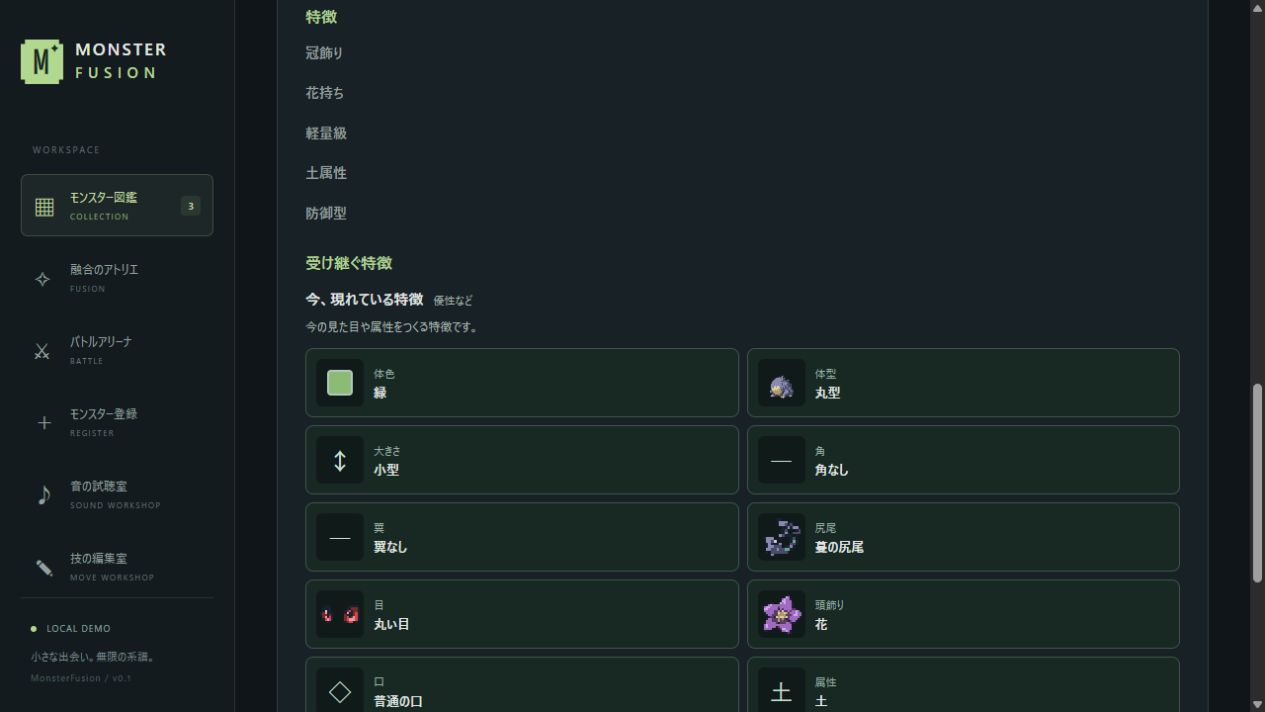 MONSTER
FUSION
WORKSPACE
モンスター図鑑
COLLECTION
3
融合のアトリエ
FUSION
バトルアリーナ
BATTLE
モンスター登録
REGISTER
音の試聴室
SOUND WORKSHOP
技の編集室
MOVE WORKSHOP
LOCAL DEMO
小さな出会い。無限の系譜。
MonsterFusion / v0.1
特徴
冠飾り
花持ち
軽量級
土属性
防御型
受け継ぐ特徴
今、現れている特徴 優性など
今の見た目や属性をつくる特徴です。
体色
緑
体型
丸型
大きさ
小型
角
角なし
翼
翼なし
尻尾
蔓の尻尾
目
丸い目
頭飾り
花
口
普通の口
土
属性
土